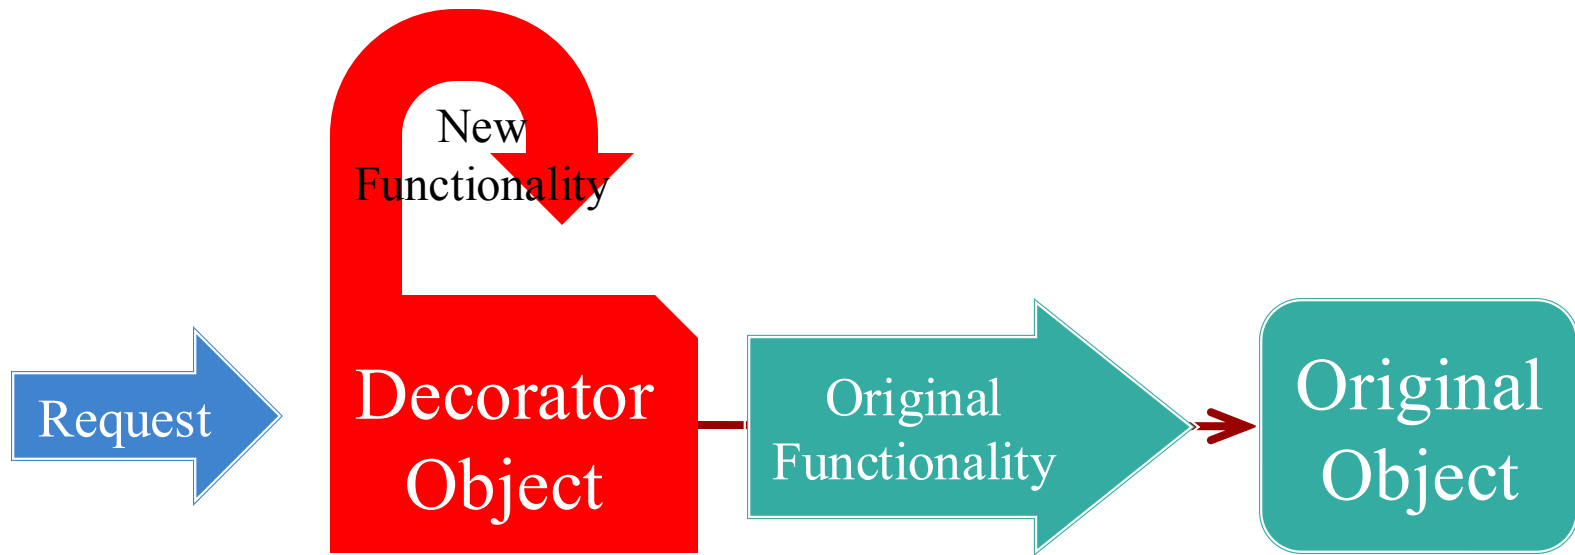 New
Functionality
Request
Decorator
Object
Original
Functionality
Original
Object